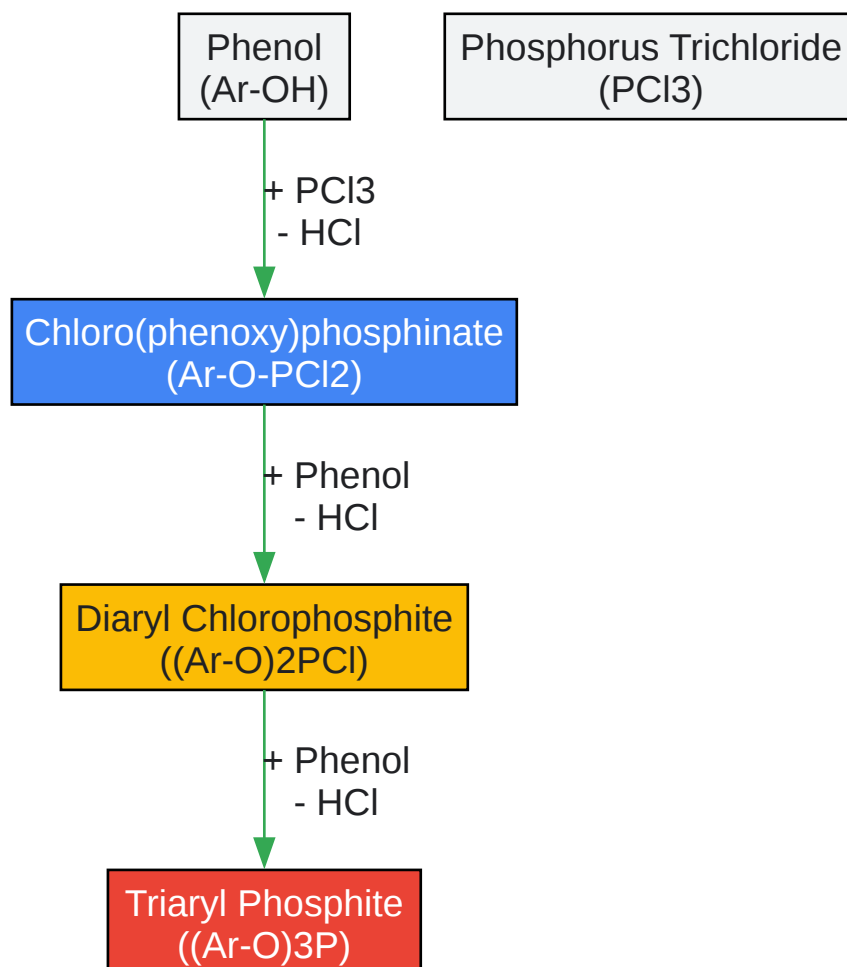 Phenol
(Ar-OH)
Phosphorus Trichloride
(PCl3)
+ PCl3
- HCl
Chloro(phenoxy)phosphinate
(Ar-O-PCl2)
+ Phenol
- HCl
Diaryl Chlorophosphite
((Ar-O)2PCl)
+ Phenol
- HCl
Triaryl Phosphite
((Ar-O)3P)